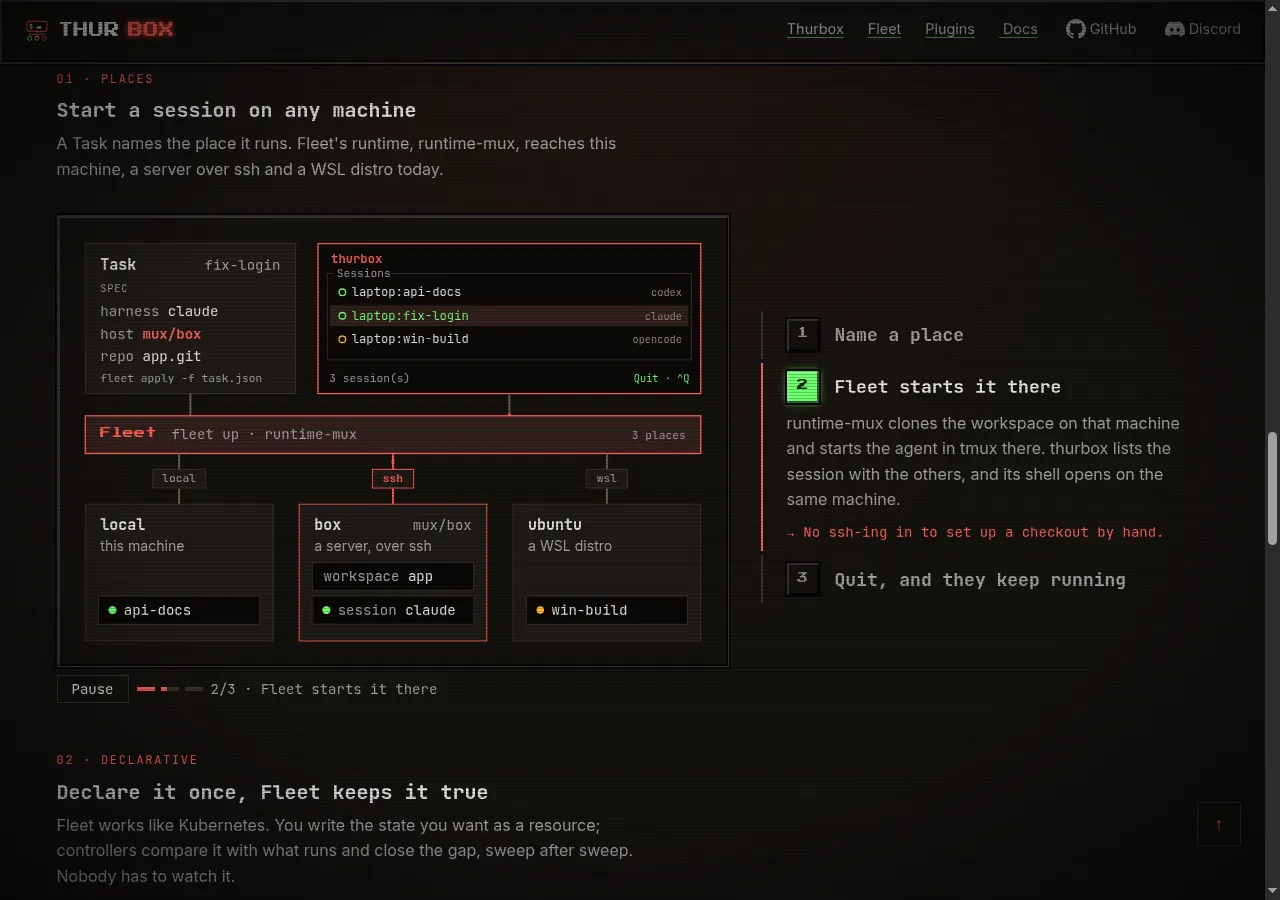 THUR BOX
Thurbox Fleet Plugins Docs GitHub Discord
01 · PLACES
Start a session on any machine
A Task names the place it runs. Fleet's runtime, runtime-mux, reaches this
machine, a server over ssh and a WSL distro today.
Task fix-login
SPEC
harness claude
host mux/box
repo app.git
fleet apply -f task.json
thurbox
Sessions
laptop:api-docs codex
laptop:fix-login claude
laptop:win-build opencode
3 session(s) Quit · ^Q
Fleet fleet up · runtime-mux 3 places
local ssh wsl
local
this machine
api-docs
box mux/box
a server, over ssh
workspace app
session claude
ubuntu
a WSL distro
win-build
Pause 2/3 · Fleet starts it there
1 Name a place
2 Fleet starts it there
runtime-mux clones the workspace on that machine
and starts the agent in tmux there. thurbox lists the
session with the others, and its shell opens on the
same machine.
→ No ssh-ing in to set up a checkout by hand.
3 Quit, and they keep running
02 · DECLARATIVE
Declare it once, Fleet keeps it true
Fleet works like Kubernetes. You write the state you want as a resource;
controllers compare it with what runs and close the gap, sweep after sweep.
Nobody has to watch it.
↑